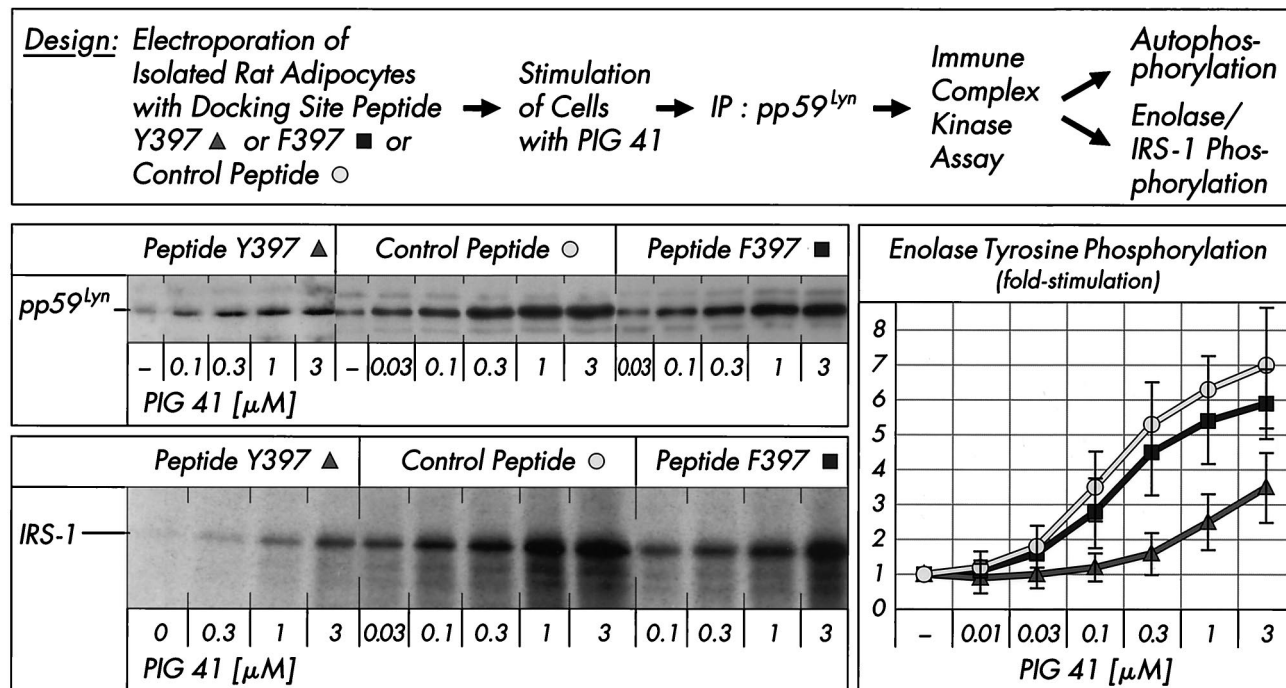 Design: Electroporation of
Isolated Rat Adipocytes
with Docking Site Peptide
Y397 ▲ or F397 ■ or
Control Peptide ○
Stimulation
of Cells
with PIG 41
IP : pp59Lyn
Immune
Complex
Kinase
Assay
Autophos-
phorylation
Enolase/
IRS-1 Phos-
phorylation
Peptide Y397 ▲ Control Peptide ○ Peptide F397 ■
pp59Lyn
– 0.1 0.3 1 3 – 0.03 0.1 0.3 1 3 0.03 0.1 0.3 1 3
PIG 41 [µM]
Peptide Y397 ▲ Control Peptide ○ Peptide F397 ■
IRS-1
0 0.3 1 3 0.03 0.1 0.3 1 3 0.1 0.3 1 3
PIG 41 [µM]
Enolase Tyrosine Phosphorylation
(fold-stimulation)
8
7
6
5
4
3
2
1
0
– 0.01 0.03 0.1 0.3 1 3
PIG 41 [µM]